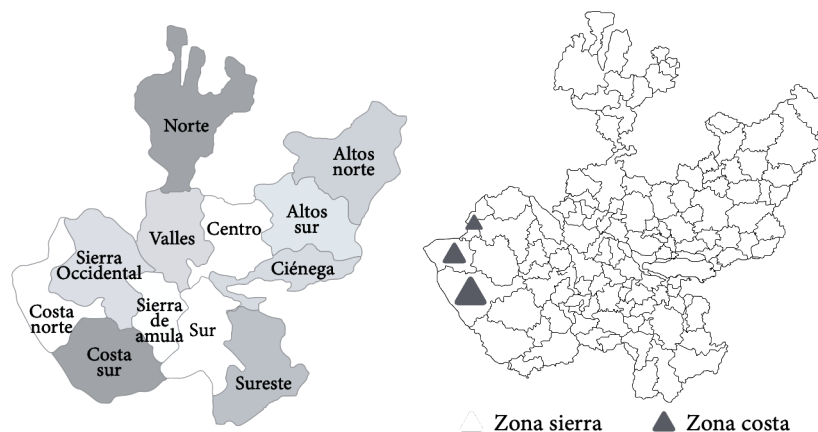 Norte
Altos
norte
Altos
sur
Centro
Valles
Ciénega
Sierra
Occidental
Costa
norte
Sierra
de
amula
Sur
Costa
sur
Sureste
Zona sierra
Zona costa